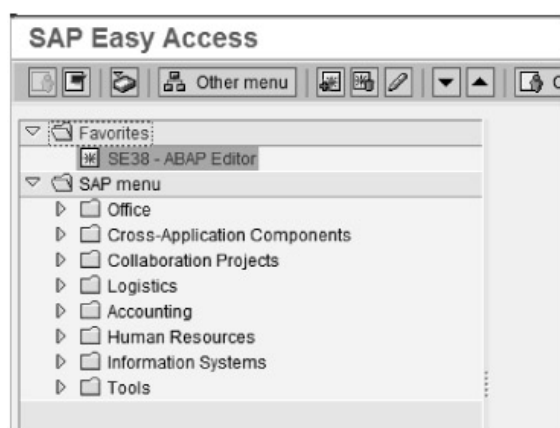 SAP Easy Access
Other menu
Favorites
SE38 - ABAP Editor
SAP menu
Office
Cross-Application Components
Collaboration Projects
Logistics
Accounting
Human Resources
Information Systems
Tools